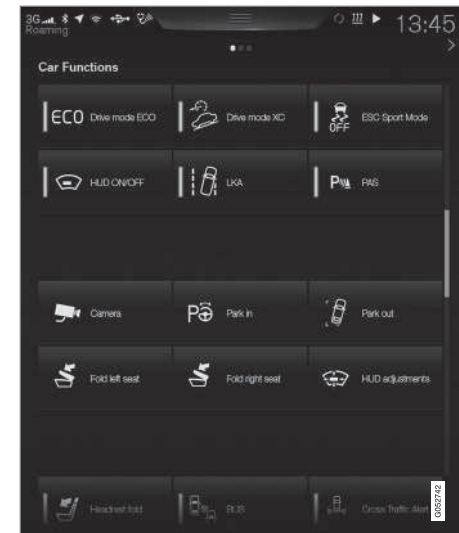 3G 13:45
Roaming
Car Functions
ECO Drive mode ECO Drive mode XC OFF ESC Sport Mode
HUD ON/OFF LKA P PAS
Camera P Park in Park out
Fold left seat Fold right seat HUD adjustments
Headrest fold BLIS Cross Traffic Alert
G052742